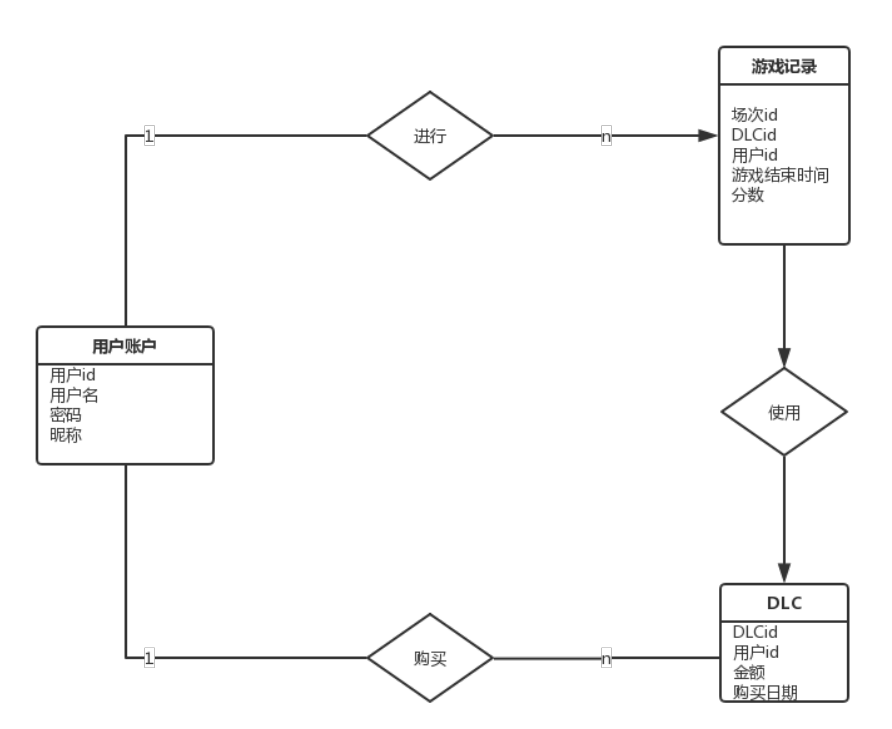 游戏记录
场次id
DLCid
用户id
游戏结束时间
分数
1
进行
n
用户账户
用户id
用户名
密码
昵称
使用
DLC
DLCid
用户id
金额
购买日期
1
购买
n